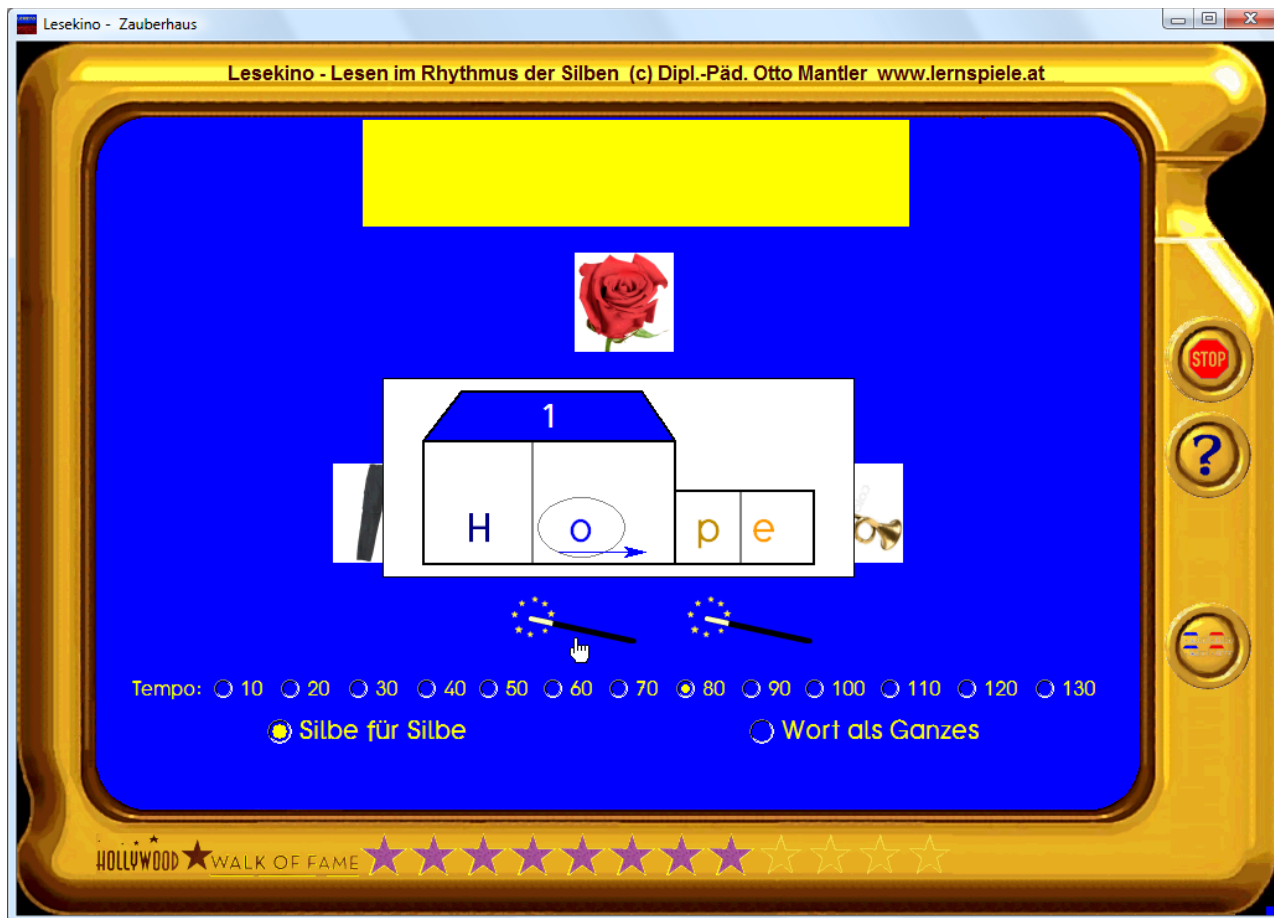 Lesekino - Zauberhaus
Lesekino - Lesen im Rhythmus der Silben (c) Dipl.-Päd. Otto Mantler www.lernspiele.at
STOP
1
H o p e
?
Tempo: 10 20 30 40 50 60 70 80 90 100 110 120 130
Silbe für Silbe Wort als Ganzes
HOLLYWOOD WALK OF FAME